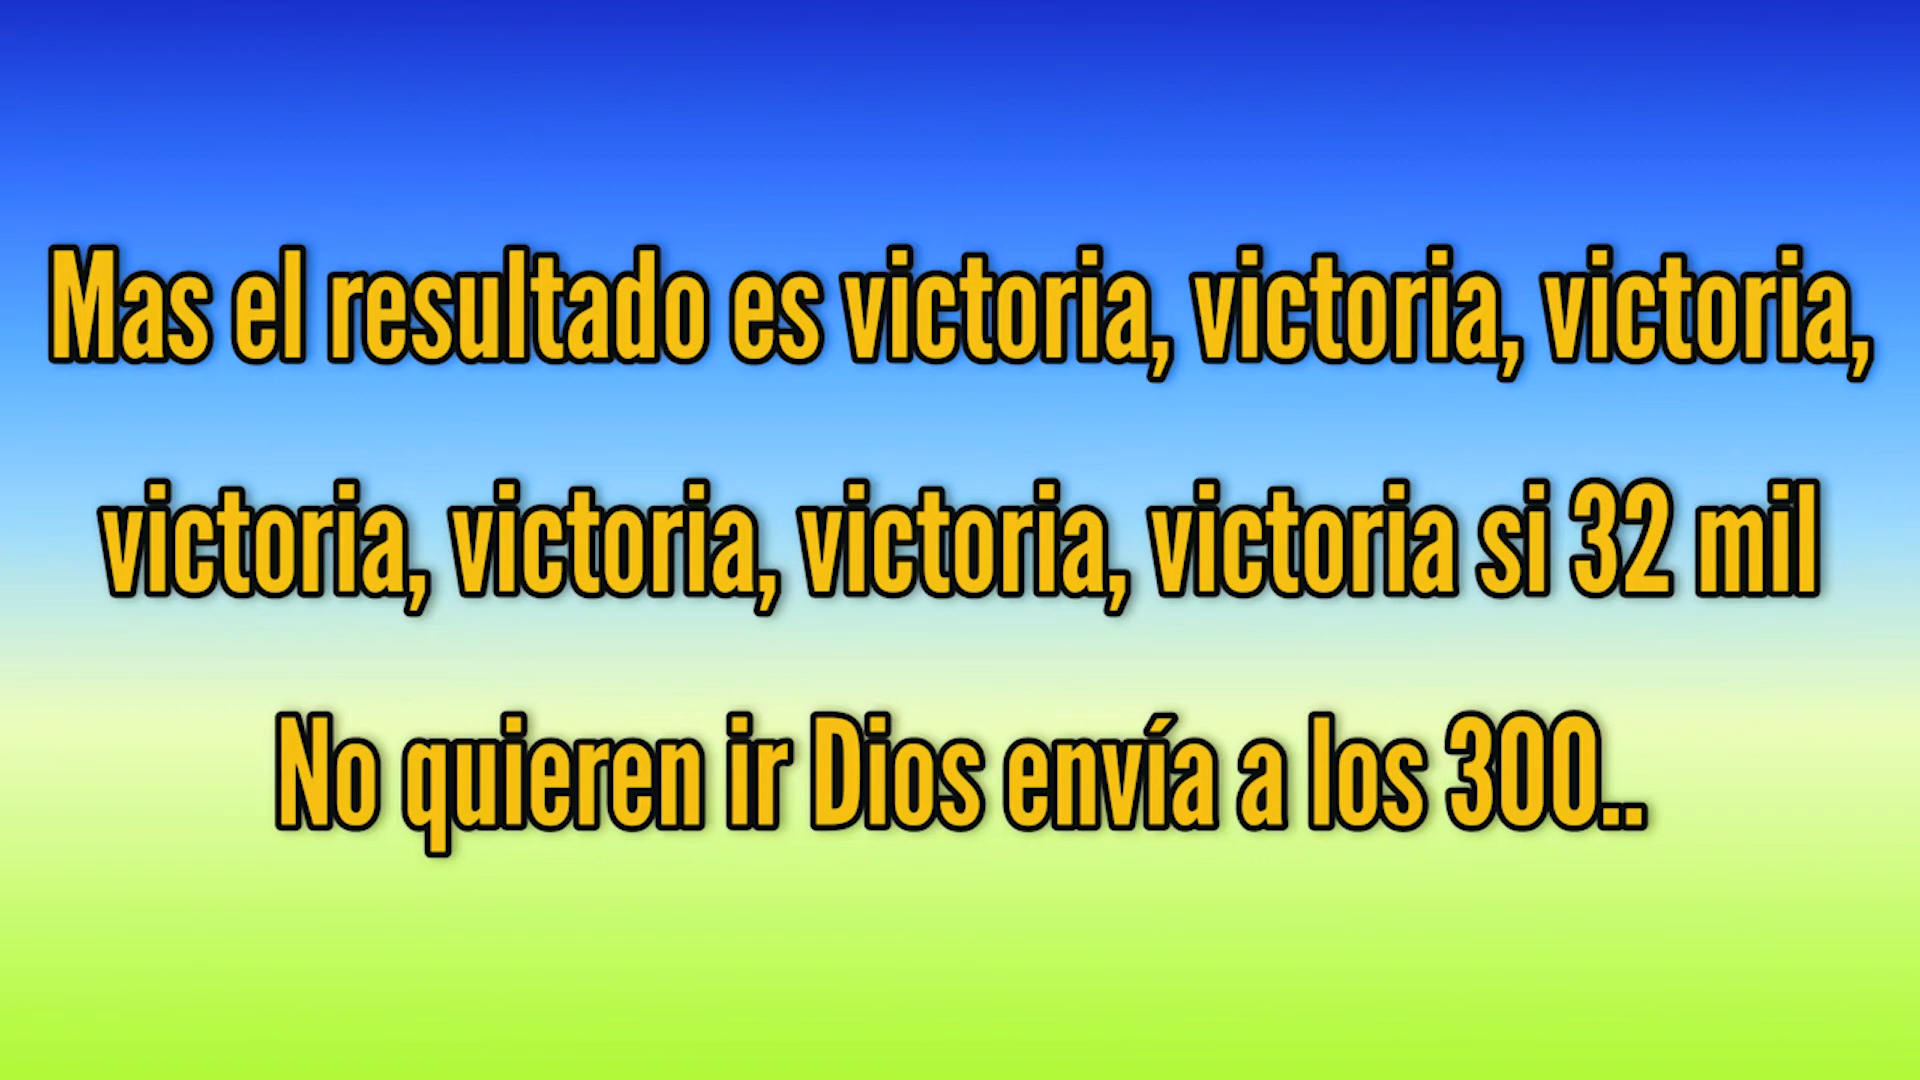 Mas el resultado es victoria, victoria, victoria,
victoria, victoria, victoria, victoria si 32 mil
No quieren ir Dios envía a los 300..